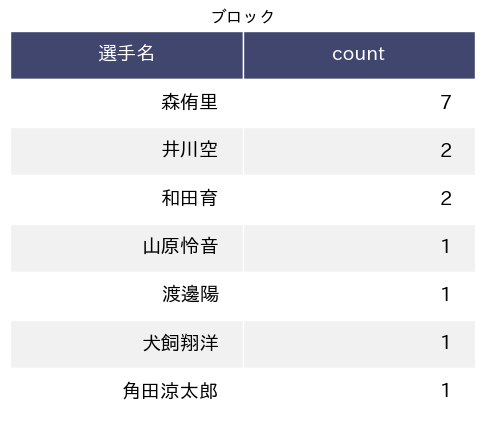 ブロック
選手名 count
森侑里 7
井川空 2
和田育 2
山原怜音 1
渡邊陽 1
犬飼翔洋 1
角田涼太郎 1